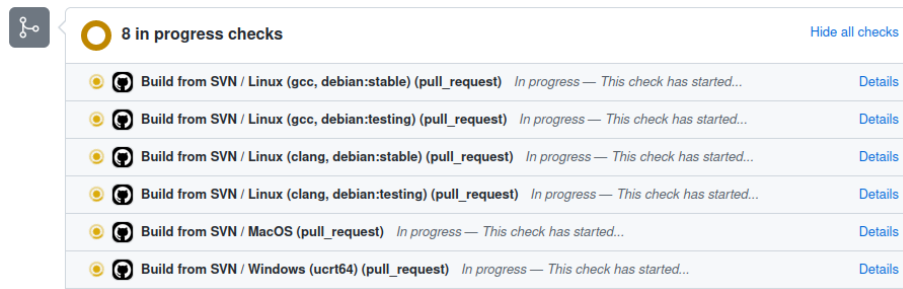 8 in progress checks Hide all checks
Build from SVN / Linux (gcc, debian:stable) (pull_request) In progress — This check has started... Details
Build from SVN / Linux (gcc, debian:testing) (pull_request) In progress — This check has started... Details
Build from SVN / Linux (clang, debian:stable) (pull_request) In progress — This check has started... Details
Build from SVN / Linux (clang, debian:testing) (pull_request) In progress — This check has started... Details
Build from SVN / MacOS (pull_request) In progress — This check has started... Details
Build from SVN / Windows (ucrt64) (pull_request) In progress — This check has started... Details